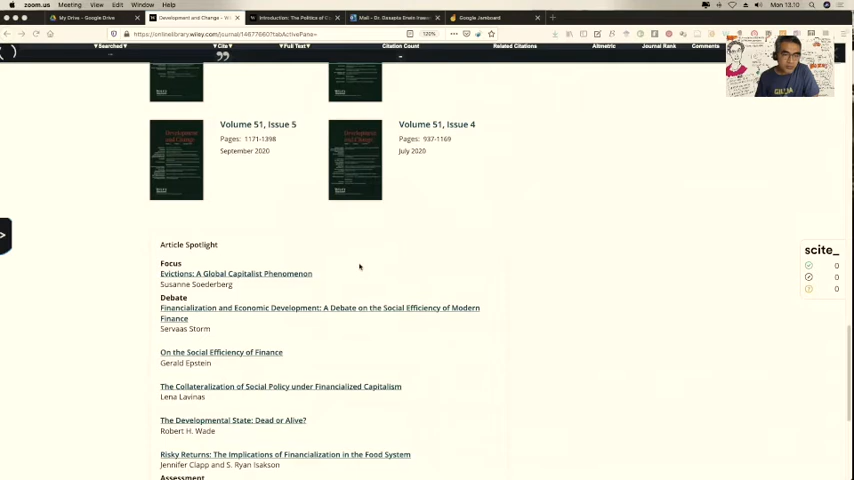 zoom.us Meeting View Edit Window Help Mon 13.10
My Drive - Google Drive
Development and Change - W
Introduction: The Politics of C
Mail - Dr. Desapta Erwin Irawan
Google Jamboard
120%
Searched Cite Full Text Citation Count Related Citations Altmetric Journal Rank Comments
Volume 51, Issue 5
Pages: 1171-1398
September 2020
Volume 51, Issue 4
Pages: 937-1169
July 2020
Article Spotlight
Focus
Evictions: A Global Capitalist Phenomenon
Susanne Soederberg
Debate
Financialization and Economic Development: A Debate on the Social Efficiency of Modern
Finance
Servaas Storm
On the Social Efficiency of Finance
Gerald Epstein
The Collateralization of Social Policy under Financialized Capitalism
Lena Lavinas
The Developmental State: Dead or Alive?
Robert H. Wade
Risky Returns: The Implications of Financialization in the Food System
Jennifer Clapp and S. Ryan Isakson
Assessment
scite_
0
0
0